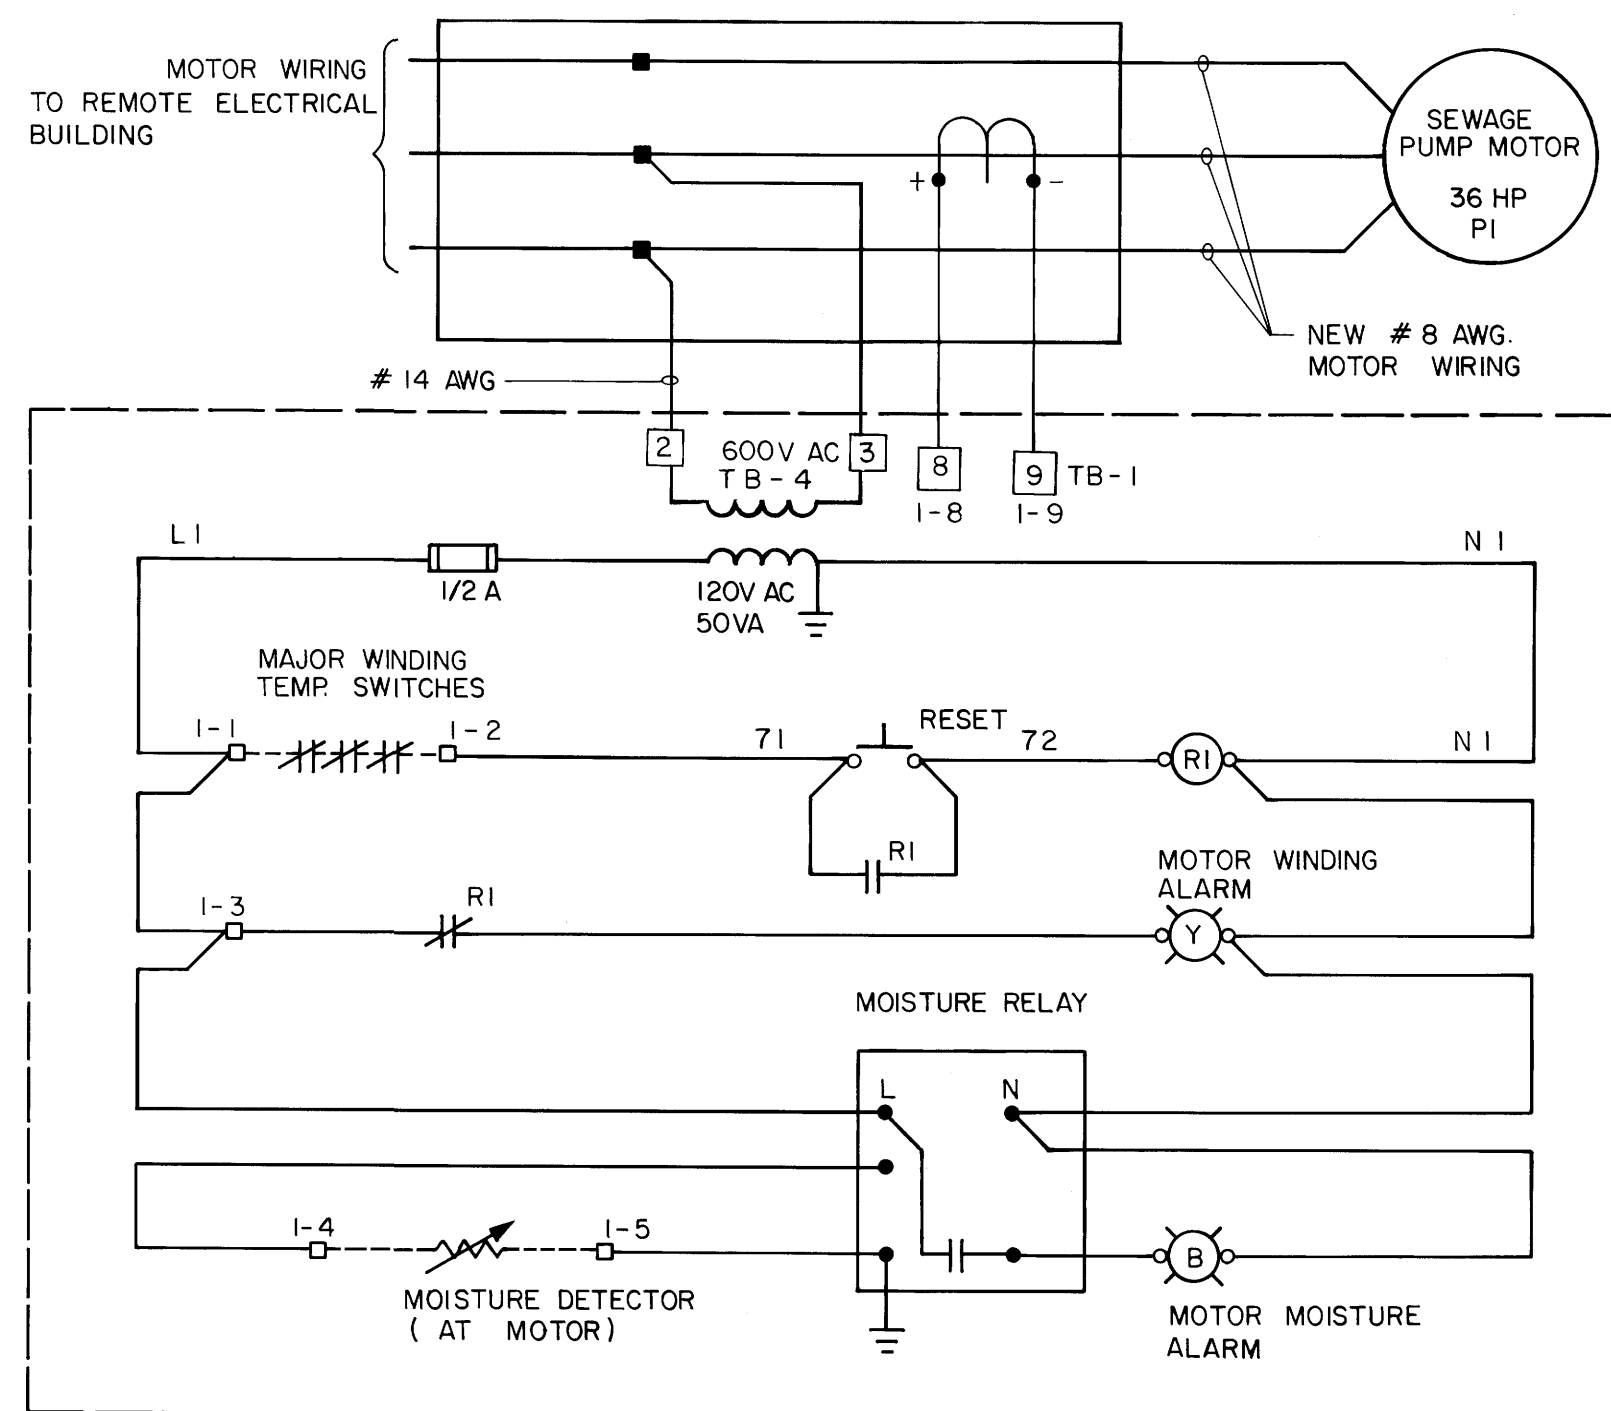 MOTOR WIRING
TO REMOTE ELECTRICAL
BUILDING
SEWAGE
PUMP MOTOR
36 HP
P1
+
-
NEW #8 AWG.
MOTOR WIRING
#14 AWG
2
600V AC
3
TB-4
8
9
TB-1
1-8
1-9
L1
N1
1/2 A
120V AC
50VA
MAJOR WINDING
TEMP. SWITCHES
1-1
1-2
71
RESET
72
R1
N1
R1
MOTOR WINDING
ALARM
1-3
R1
Y
MOISTURE RELAY
L
N
1-4
1-5
B
MOISTURE DETECTOR
(AT MOTOR)
MOTOR MOISTURE
ALARM